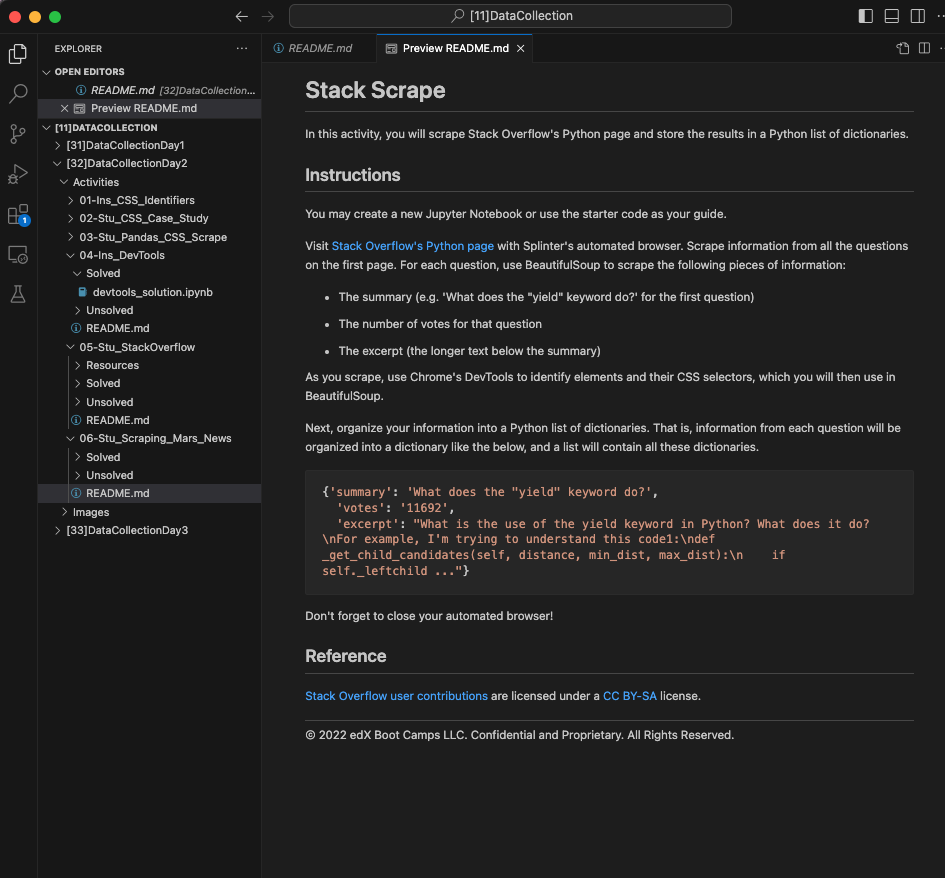 [11]DataCollection
EXPLORER
OPEN EDITORS
README.md [32]DataCollection...
Preview README.md
[11]DATACOLLECTION
[31]DataCollectionDay1
[32]DataCollectionDay2
Activities
01-Ins_CSS_Identifiers
02-Stu_CSS_Case_Study
03-Stu_Pandas_CSS_Scrape
04-Ins_DevTools
Solved
devtools_solution.ipynb
Unsolved
README.md
05-Stu_StackOverflow
Resources
Solved
Unsolved
README.md
06-Stu_Scraping_Mars_News
Solved
Unsolved
README.md
Images
[33]DataCollectionDay3
1
README.md
Preview README.md
Stack Scrape
In this activity, you will scrape Stack Overflow's Python page and store the results in a Python list of dictionaries.
Instructions
You may create a new Jupyter Notebook or use the starter code as your guide.
Visit Stack Overflow's Python page with Splinter's automated browser. Scrape information from all the questions
on the first page. For each question, use BeautifulSoup to scrape the following pieces of information:
• The summary (e.g. 'What does the "yield" keyword do?' for the first question)
• The number of votes for that question
• The excerpt (the longer text below the summary)
As you scrape, use Chrome's DevTools to identify elements and their CSS selectors, which you will then use in
BeautifulSoup.
Next, organize your information into a Python list of dictionaries. That is, information from each question will be
organized into a dictionary like the below, and a list will contain all these dictionaries.
{'summary': 'What does the "yield" keyword do?',
'votes': '11692',
'excerpt': "What is the use of the yield keyword in Python? What does it do?
\nFor example, I'm trying to understand this code1:\ndef
_get_child_candidates(self, distance, min_dist, max_dist):\n    if
self._leftchild ..."}
Don't forget to close your automated browser!
Reference
Stack Overflow user contributions are licensed under a CC BY-SA license.
© 2022 edX Boot Camps LLC. Confidential and Proprietary. All Rights Reserved.